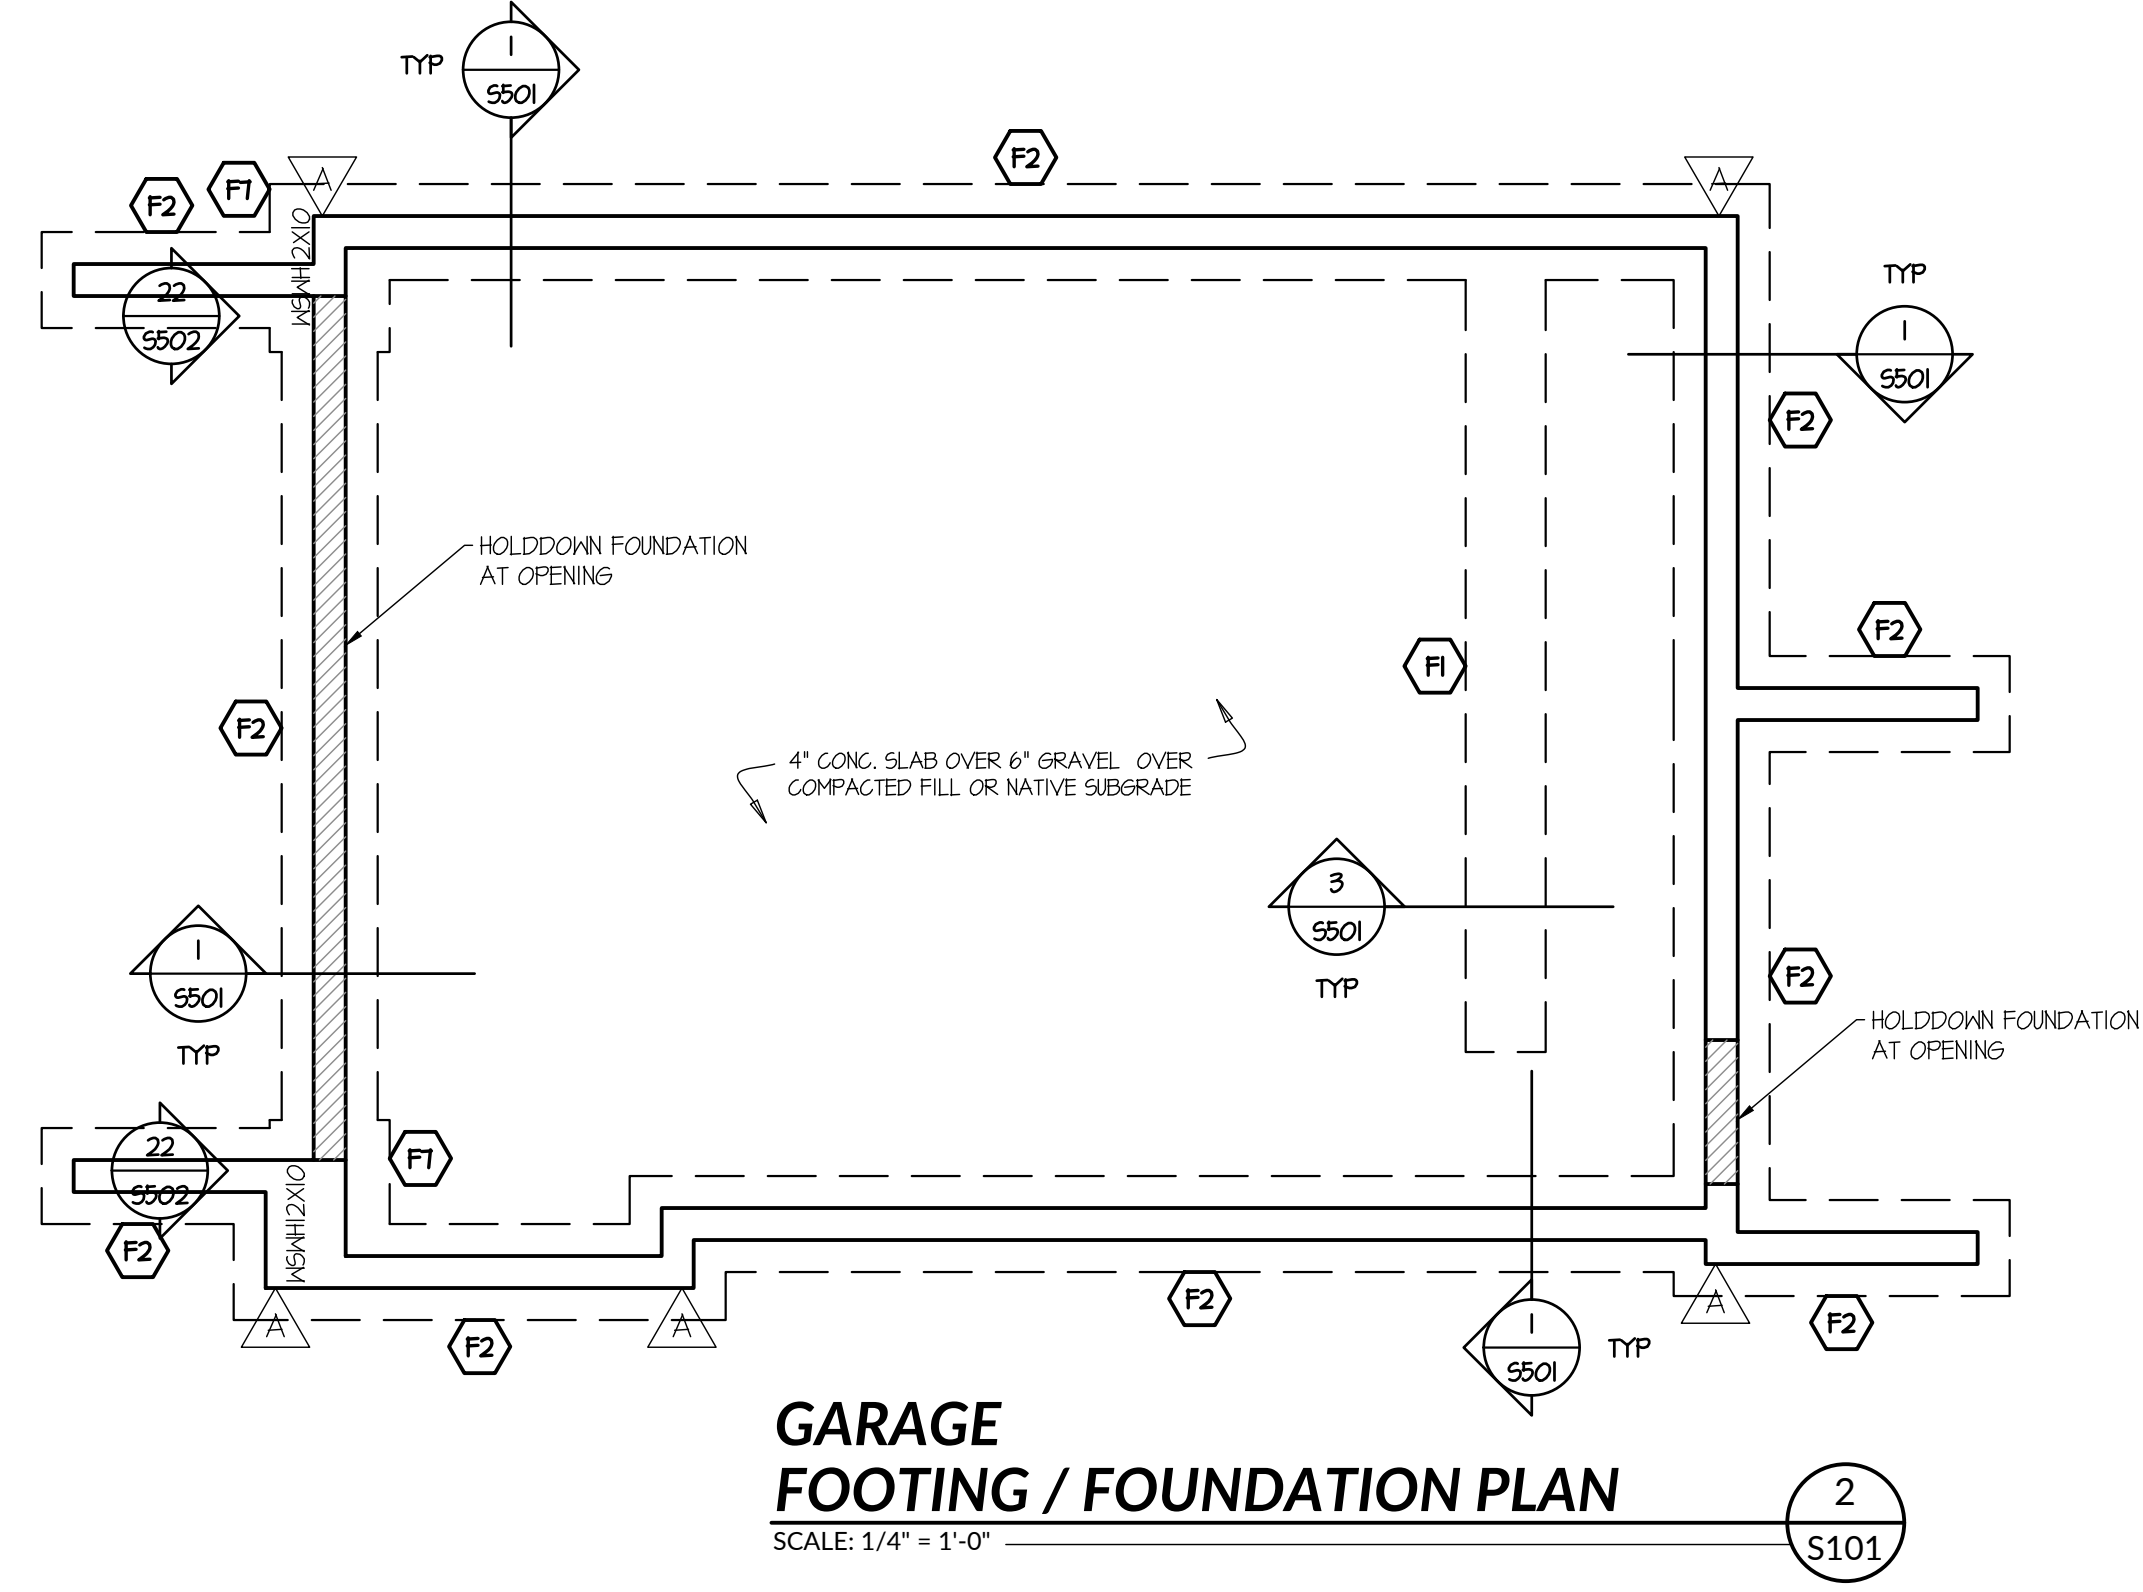 TYP
1
S501
F2
F7
F2
A
A
MSWH12X10
22
S502
TYP
1
S501
F2
HOLDDOWN FOUNDATION
AT OPENING
F2
F1
F2
4" CONC. SLAB OVER 6" GRAVEL OVER
COMPACTED FILL OR NATIVE SUBGRADE
3
S501
TYP
1
S501
TYP
F2
HOLDDOWN FOUNDATION
AT OPENING
22
S502
F7
MSWH12X10
F2
A
F2
A
F2
1
S501
TYP
A
F2
GARAGE
FOOTING / FOUNDATION PLAN
SCALE: 1/4" = 1'-0"
2
S101